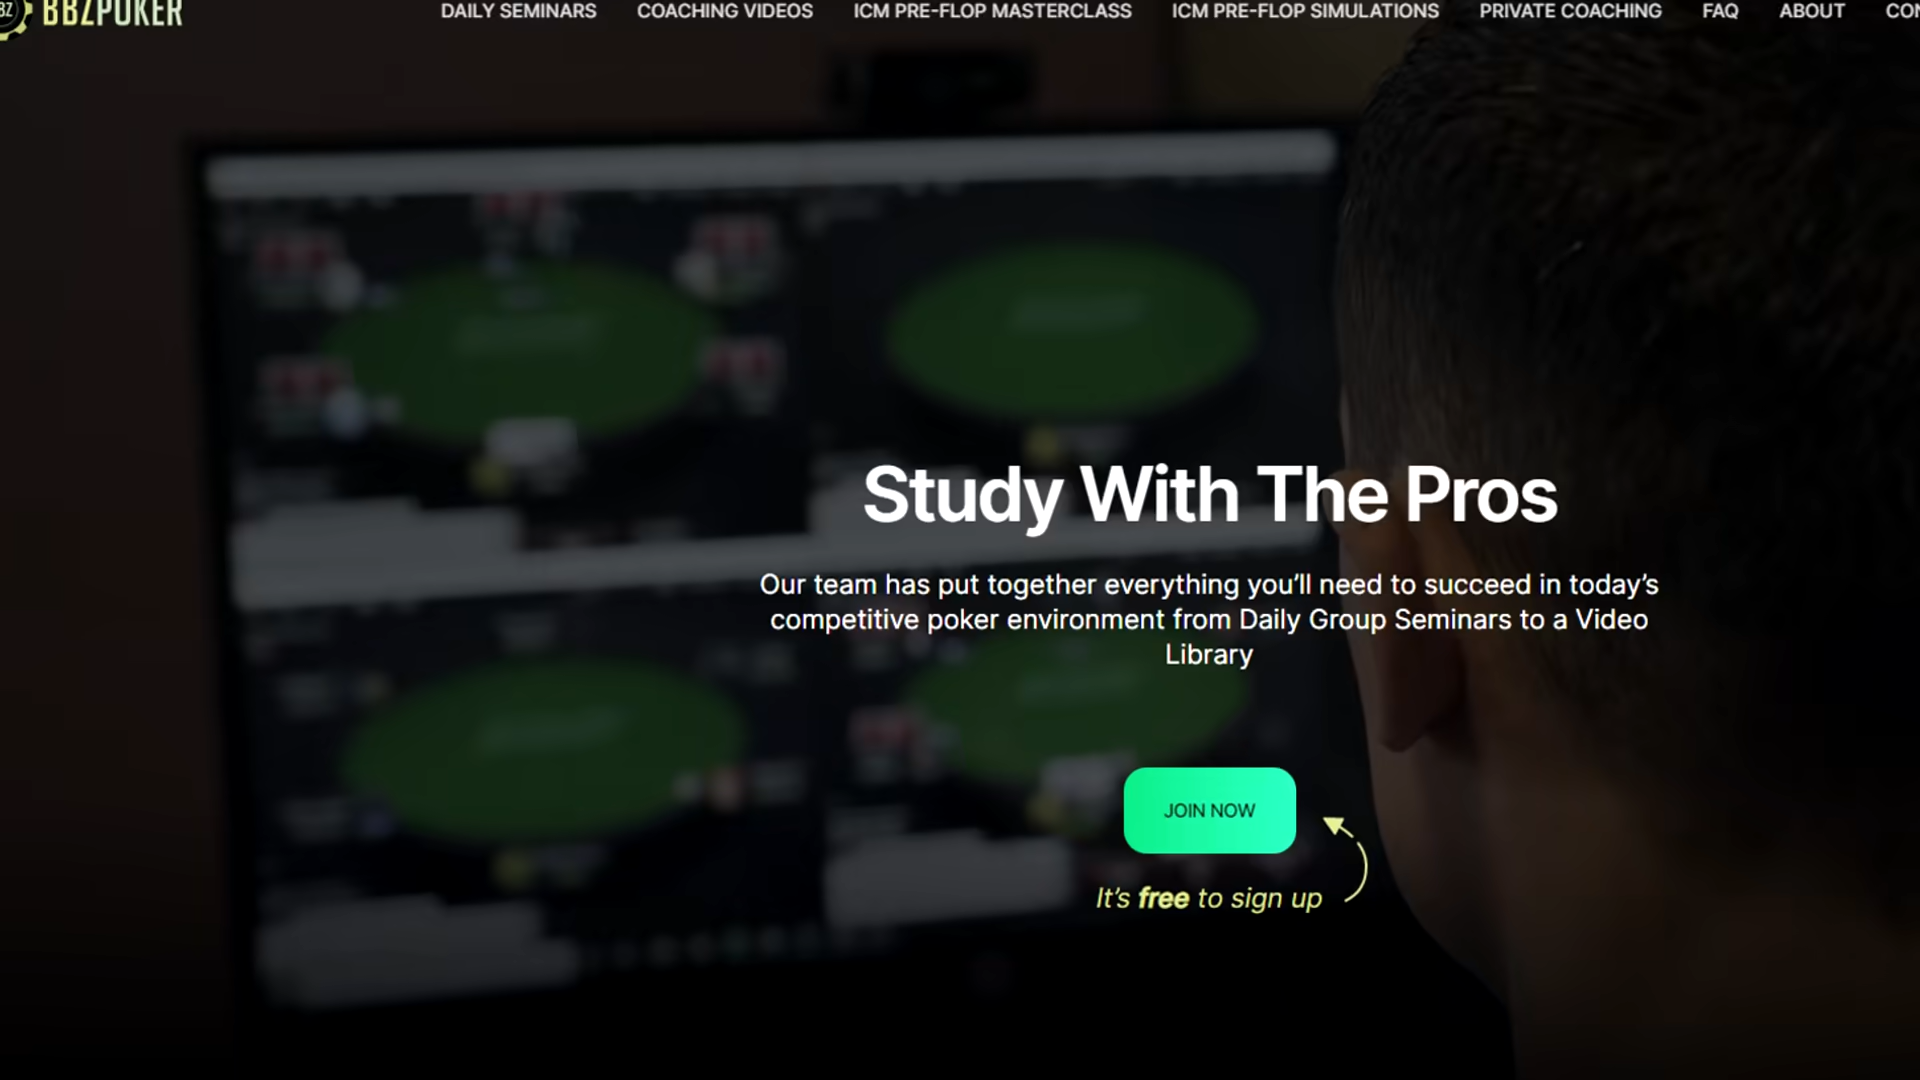 BZ
BBZPOKER
DAILY SEMINARS
COACHING VIDEOS
ICM PRE-FLOP MASTERCLASS
ICM PRE-FLOP SIMULATIONS
PRIVATE COACHING
FAQ
ABOUT
Study With The Pros
Our team has put together everything you’ll need to succeed in today’s
competitive poker environment from Daily Group Seminars to a Video
Library
JOIN NOW
It’s free to sign up